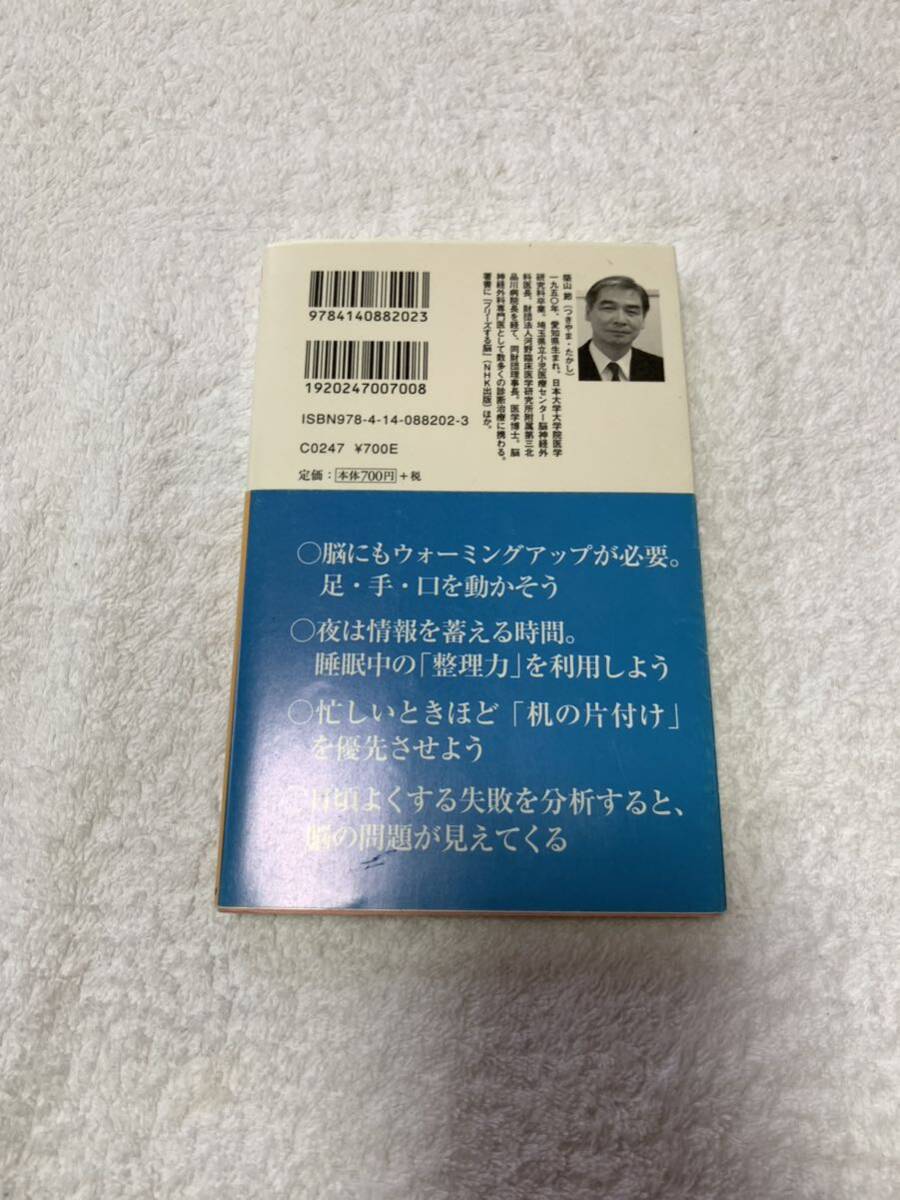 9784140882023
1920247007008
ISBN978-4-14-088202-3
C0247 ¥700E
定価:本体700円+税
築山 節(つきやま・たかし)
一九五〇年、愛知県生まれ。日本大学大学院医学
研究科卒業。埼玉県立小児医療センター脳神経外
科医長、財団法人河野臨床医学研究所附属第三北
品川病院長を経て、同財団理事長。医学博士。脳
神経外科専門医として数多くの診断治療に携わる。
著書に『フリーズする脳』(NHK出版)ほか。
○脳にもウォーミングアップが必要。
足・手・口を動かそう
○夜は情報を蓄える時間。
睡眠中の「整理力」を利用しよう
○忙しいときほど「机の片付け」
を優先させよう
○日頃よくする失敗を分析すると、
脳の問題が見えてくる